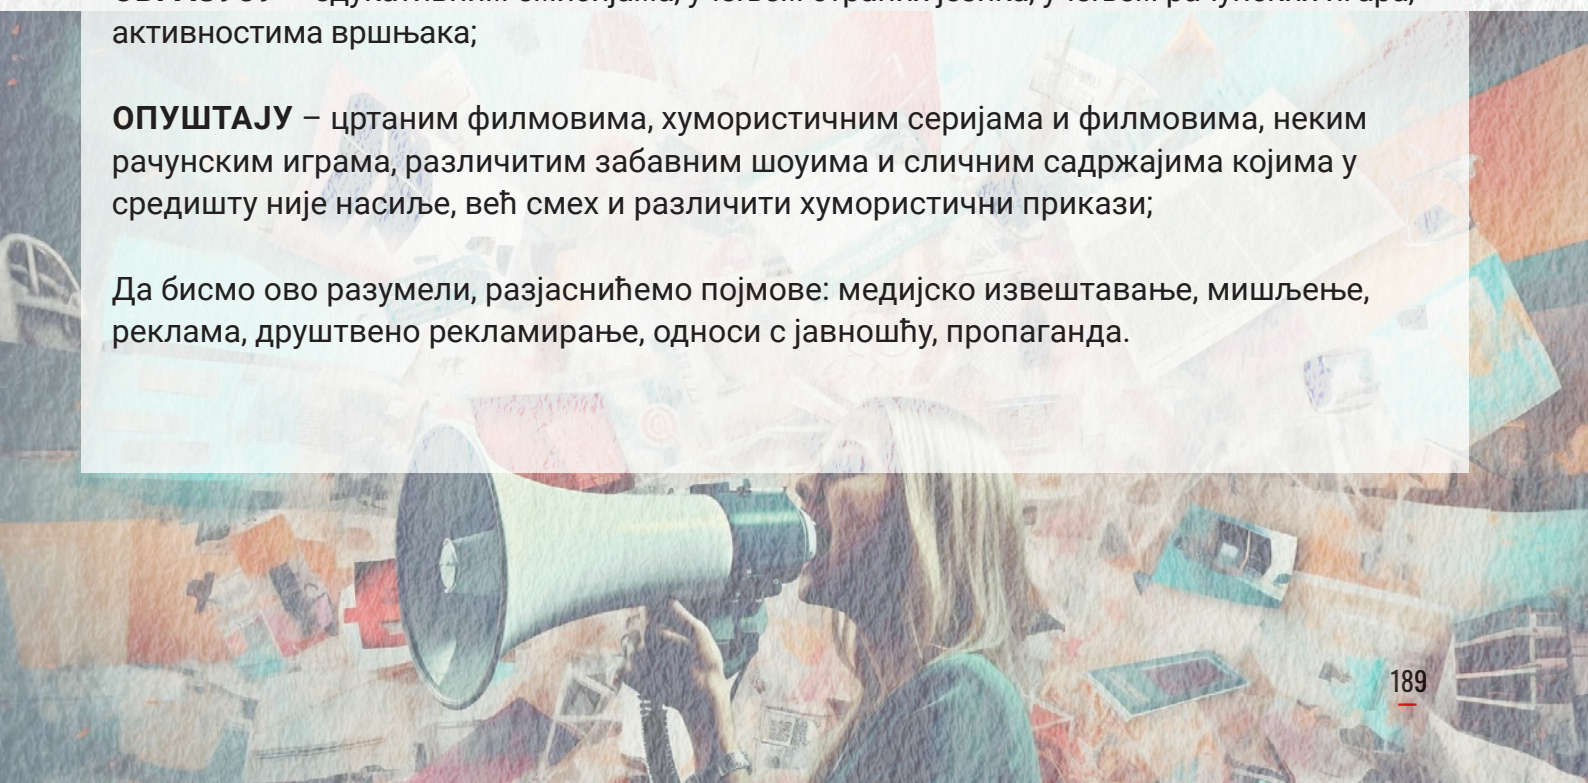 активностима вршњака;
ОПУШТАЈУ – цртаним филмовима, хумористичним серијама и филмовима, неким
рачунским играма, различитим забавним шоуима и сличним садржајима којима у
средишту није насиље, већ смех и различити хумористични прикази;
Да бисмо ово разумели, разјаснићемо појмове: медијско извештавање, мишљење,
реклама, друштвено рекламирање, односи с јавношћу, пропаганда.
189